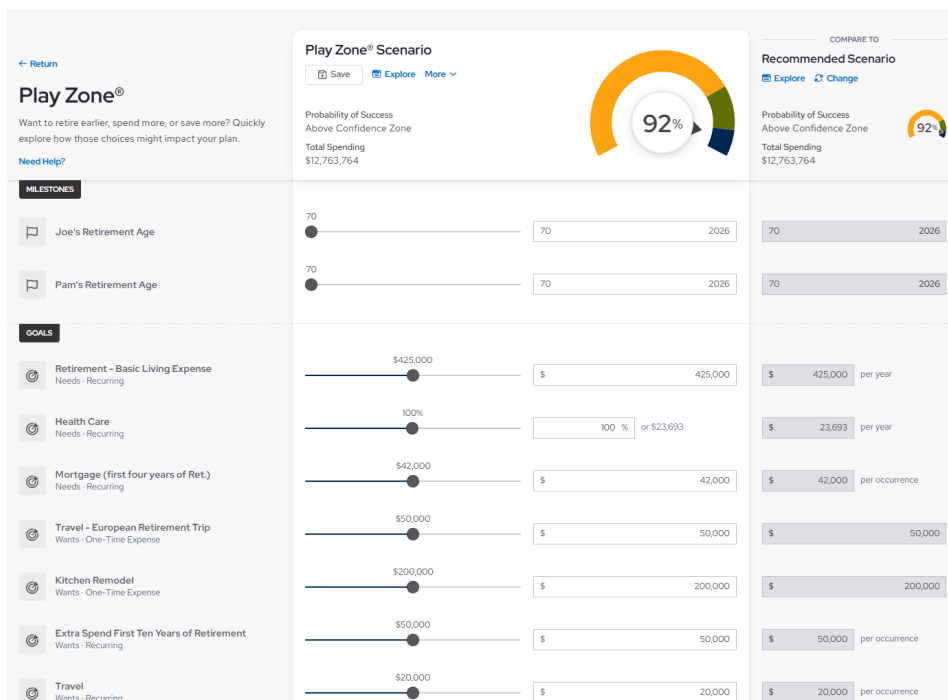 ← Return
Play Zone®
Want to retire earlier, spend more, or save more? Quickly
explore how those choices might impact your plan.
Need Help?
Play Zone® Scenario
Save Explore More
Probability of Success
Above Confidence Zone
Total Spending
$12,763,764
92%
COMPARE TO
Recommended Scenario
Explore Change
Probability of Success
Above Confidence Zone
Total Spending
$12,763,764
92%
MILESTONES
Joe's Retirement Age
70
70 2026
70 2026
Pam's Retirement Age
70
70 2026
70 2026
GOALS
Retirement - Basic Living Expense
Needs · Recurring
$425,000
$ 425,000
$ 425,000 per year
Health Care
Needs · Recurring
100%
100 % or $23,693
$ 23,693 per year
Mortgage (first four years of Ret.)
Needs · Recurring
$42,000
$ 42,000
$ 42,000 per occurrence
Travel - European Retirement Trip
Wants · One-Time Expense
$50,000
$ 50,000
$ 50,000
Kitchen Remodel
Wants · One-Time Expense
$200,000
$ 200,000
$ 200,000
Extra Spend First Ten Years of Retirement
Wants · Recurring
$50,000
$ 50,000
$ 50,000 per occurrence
Travel
Wants · Recurring
$20,000
$ 20,000
$ 20,000 per occurrence